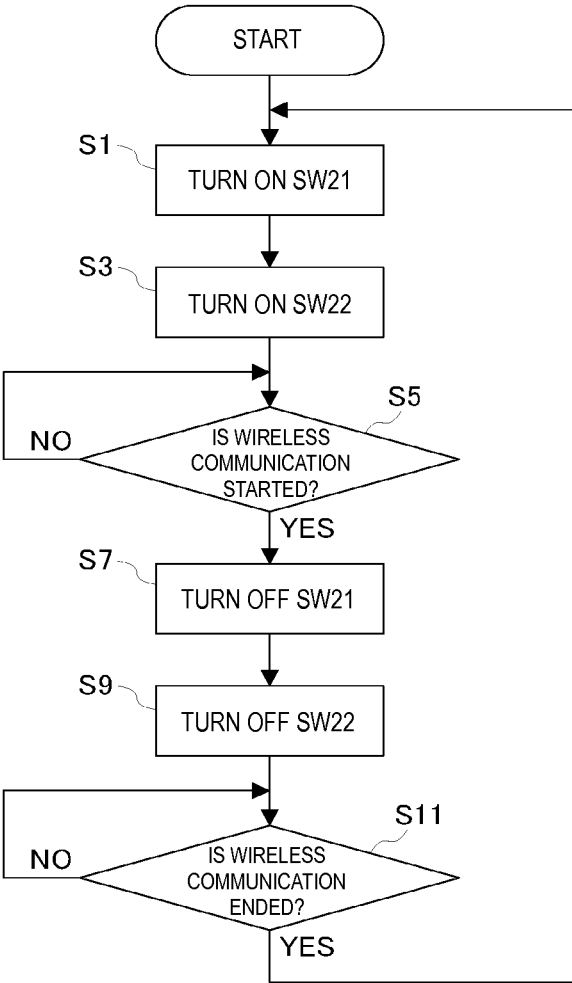 START
S1
TURN ON SW21
S3
TURN ON SW22
S5
NO
IS WIRELESS
COMMUNICATION
STARTED?
YES
S7
TURN OFF SW21
S9
TURN OFF SW22
S11
NO
IS WIRELESS
COMMUNICATION
ENDED?
YES